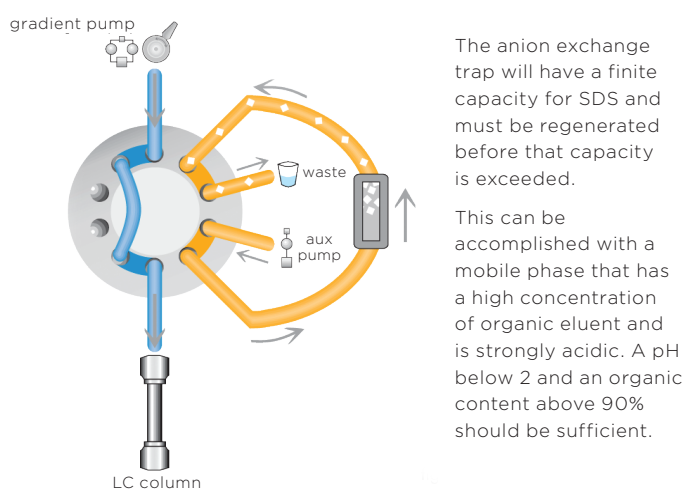 gradient pump
waste
aux
pump
LC column
The anion exchange
trap will have a finite
capacity for SDS and
must be regenerated
before that capacity
is exceeded.
This can be
accomplished with a
mobile phase that has
a high concentration
of organic eluent and
is strongly acidic. A pH
below 2 and an organic
content above 90%
should be sufficient.